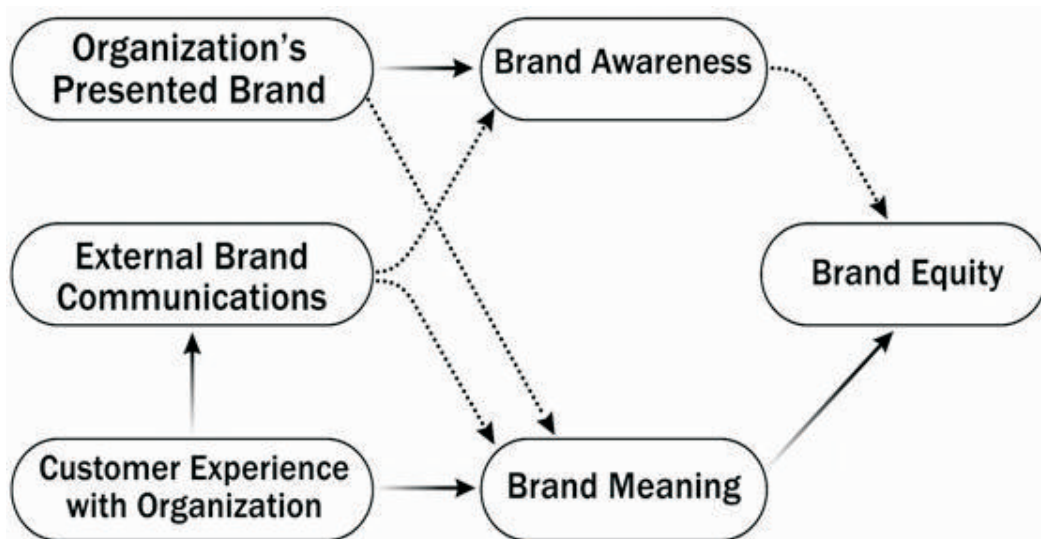 Organization's
Presented Brand
Brand Awareness
External Brand
Communications
Brand Equity
Customer Experience
with Organization
Brand Meaning